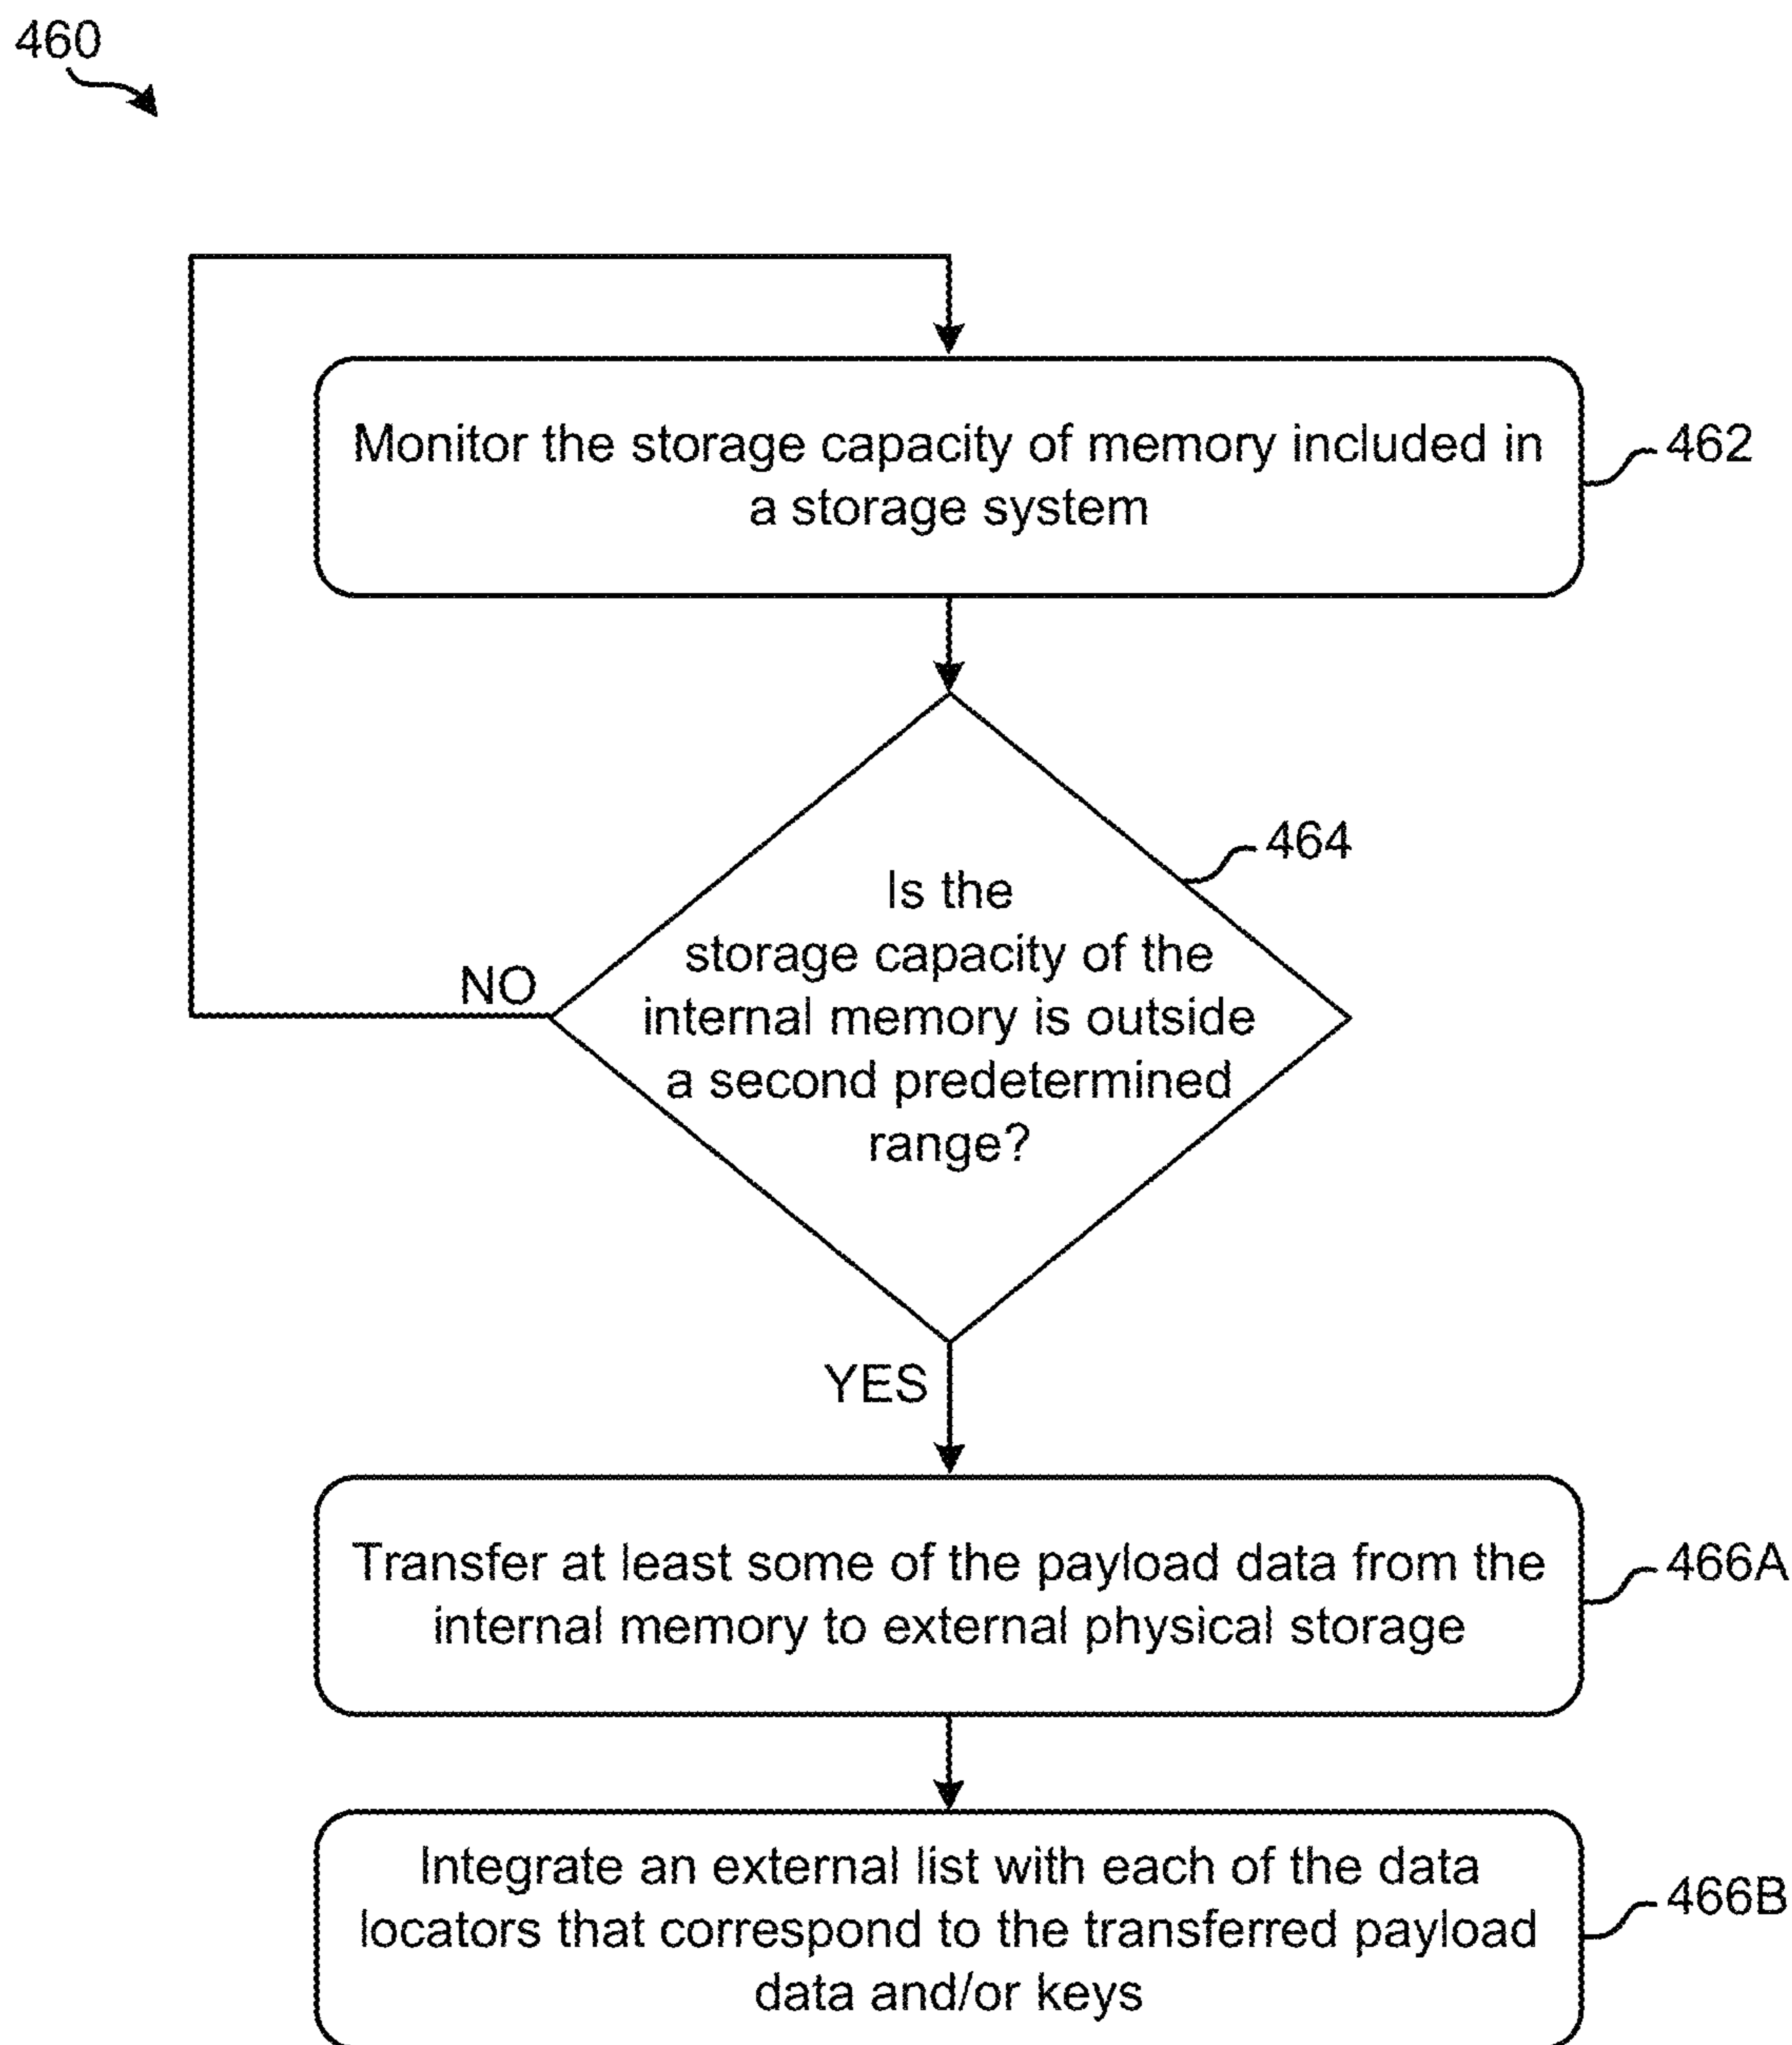 460
Monitor the storage capacity of memory included in
a storage system
462
464
Is the
storage capacity of the
internal memory is outside
a second predetermined
range?
NO
YES
Transfer at least some of the payload data from the
internal memory to external physical storage
466A
Integrate an external list with each of the data
locators that correspond to the transferred payload
data and/or keys
466B